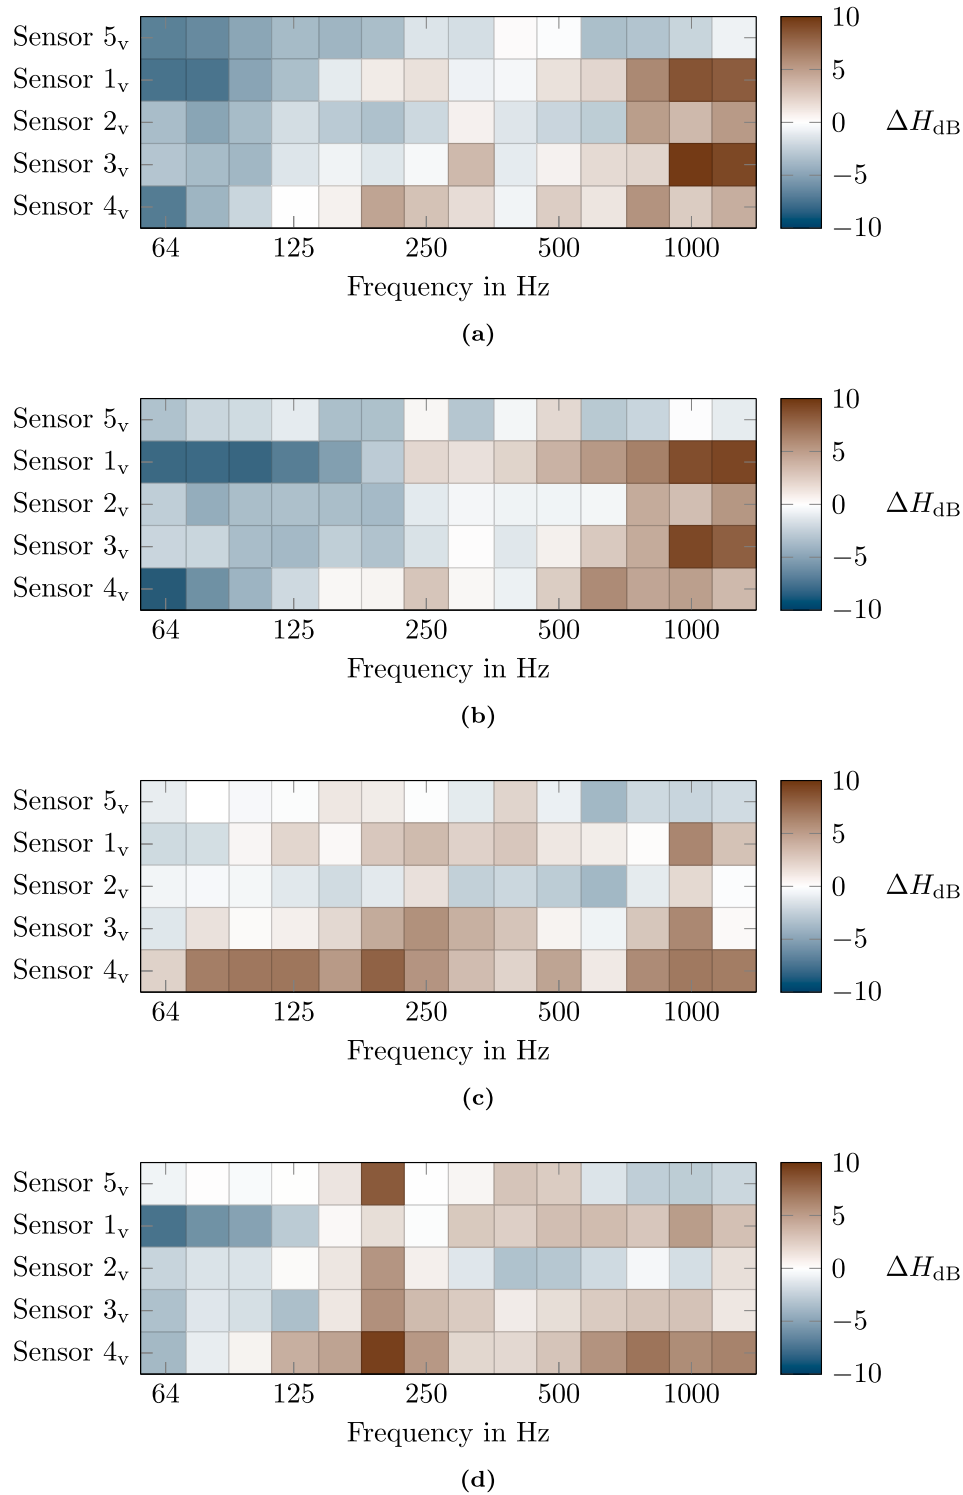 Sensor 5v
Sensor 1v
Sensor 2v
Sensor 3v
Sensor 4v
64 125 250 500 1000
Frequency in Hz
10
5
0
−5
−10
ΔHdB
(a)
Sensor 5v
Sensor 1v
Sensor 2v
Sensor 3v
Sensor 4v
64 125 250 500 1000
Frequency in Hz
10
5
0
−5
−10
ΔHdB
(b)
Sensor 5v
Sensor 1v
Sensor 2v
Sensor 3v
Sensor 4v
64 125 250 500 1000
Frequency in Hz
10
5
0
−5
−10
ΔHdB
(c)
Sensor 5v
Sensor 1v
Sensor 2v
Sensor 3v
Sensor 4v
64 125 250 500 1000
Frequency in Hz
10
5
0
−5
−10
ΔHdB
(d)